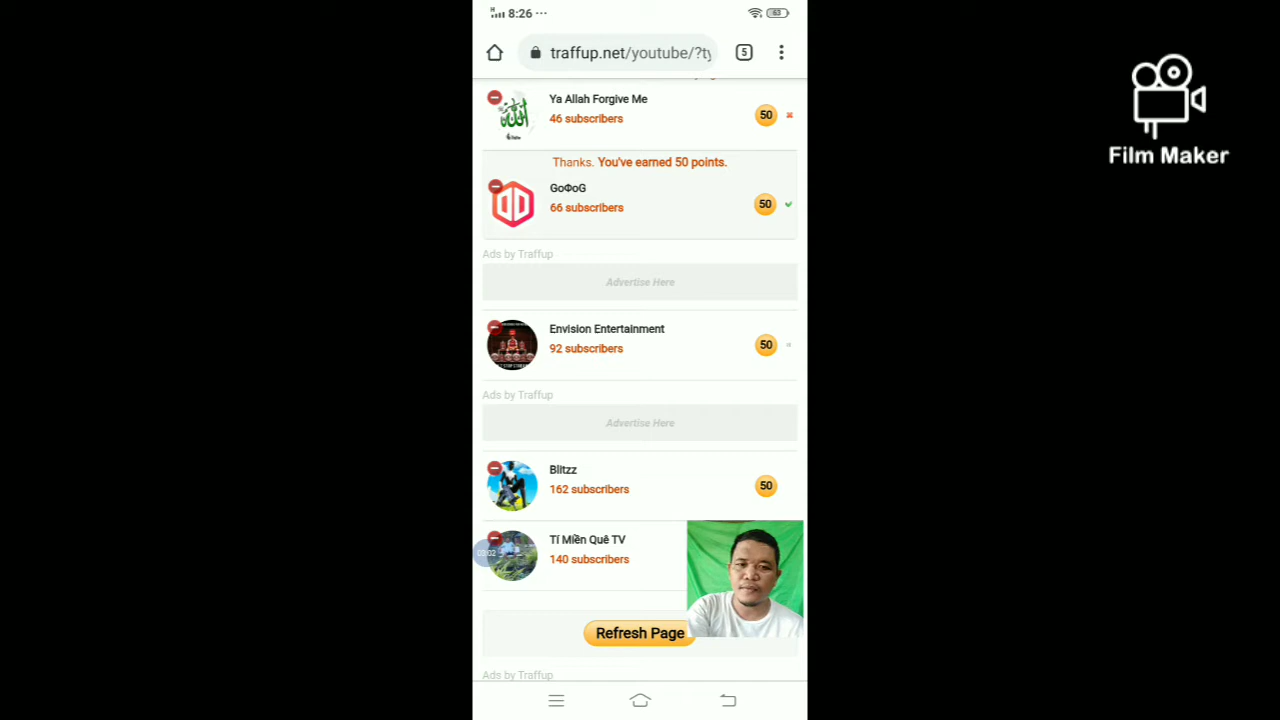 8:26
63
traffup.net/youtube/?ty
5
Film Maker
Ya Allah Forgive Me
46 subscribers
50
Thanks. You've earned 50 points.
GoФoG
66 subscribers
50
Ads by Traffup
Advertise Here
Envision Entertainment
92 subscribers
50
Ads by Traffup
Advertise Here
Blitzz
162 subscribers
50
Tí Miền Quê TV
140 subscribers
Refresh Page
Ads by Traffup